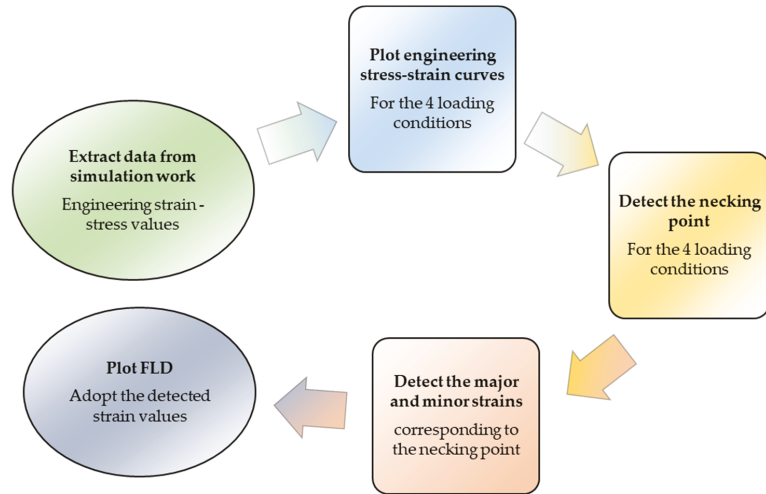 Extract data from
simulation work
Engineering strain-
stress values
Plot engineering
stress-strain curves
For the 4 loading
conditions
Detect the necking
point
For the 4 loading
conditions
Detect the major
and minor strains
corresponding to
the necking point
Plot FLD
Adopt the detected
strain values